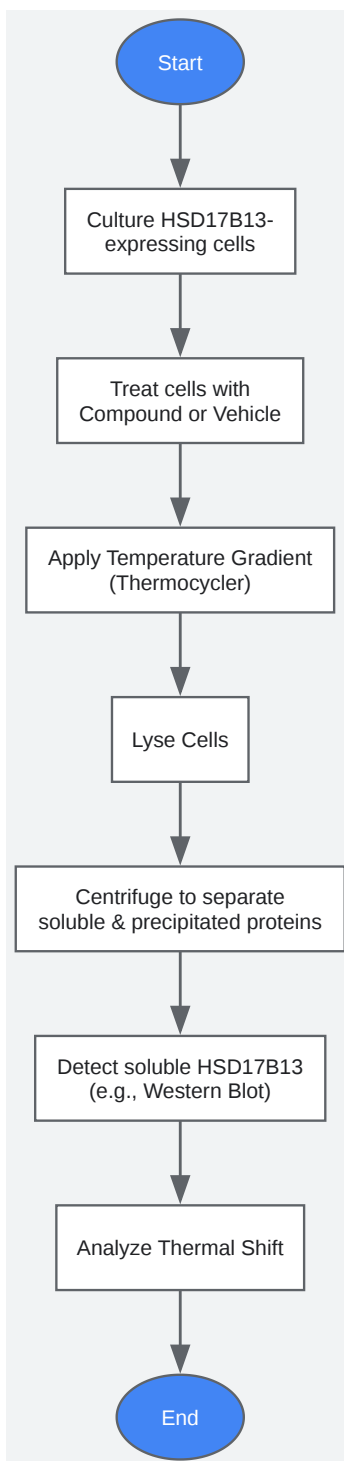 Start
Culture HSD17B13-
expressing cells
Treat cells with
Compound or Vehicle
Apply Temperature Gradient
(Thermocycler)
Lyse Cells
Centrifuge to separate
soluble & precipitated proteins
Detect soluble HSD17B13
(e.g., Western Blot)
Analyze Thermal Shift
End